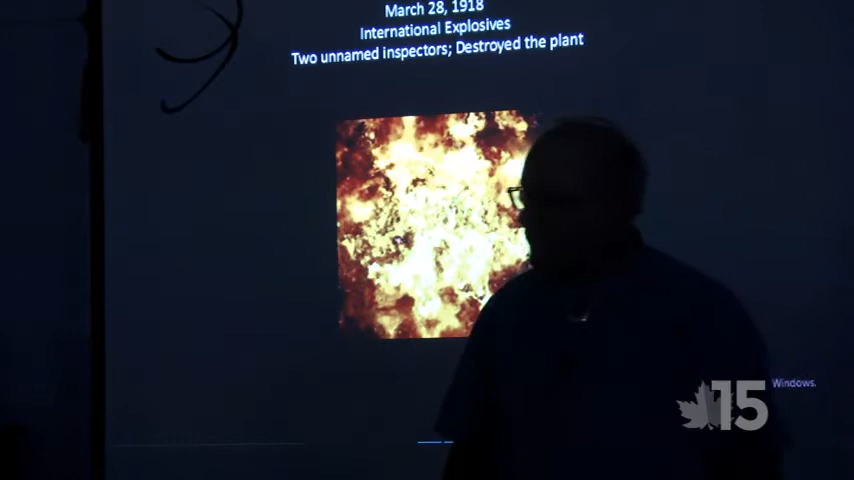 March 28, 1918
International Explosives
Two unnamed inspectors; Destroyed the plant
15
Windows.